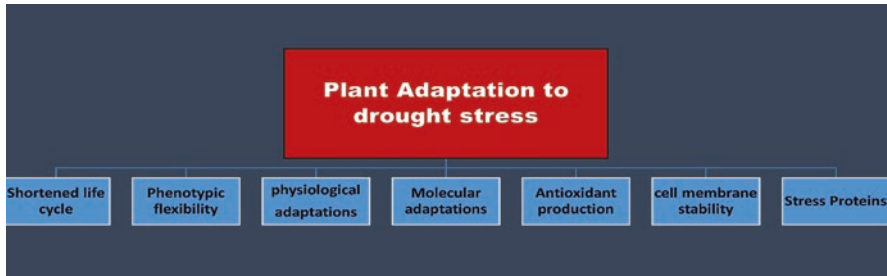 Plant Adaptation to
drought stress
Shortened life
cycle
Phenotypic
flexibility
physiological
adaptations
Molecular
adaptations
Antioxidant
production
cell membrane
stability
Stress Proteins